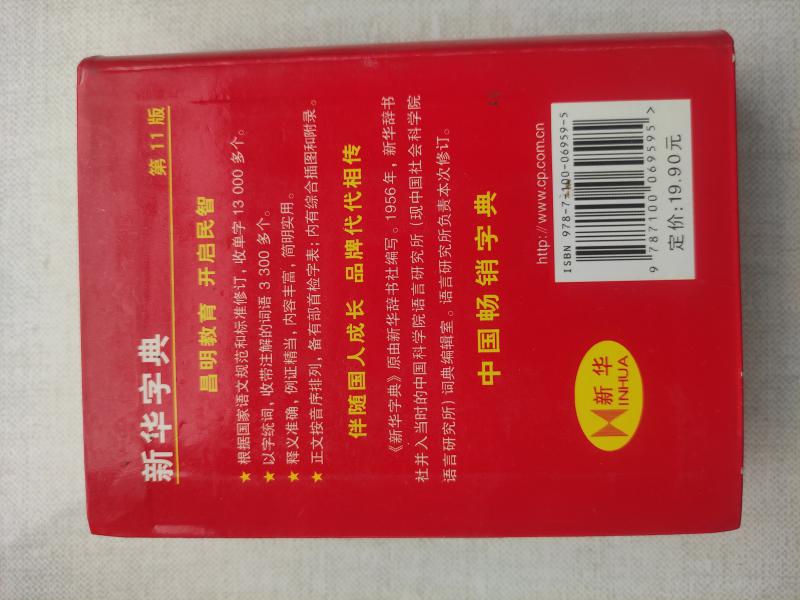 新华字典 第11版
昌明教育 开启民智
★ 根据国家语文规范和标准修订，收单字 13 000 多个。
★ 以字统词，收带注解的词语 3 300 多个。
★ 释义准确，例证精当，内容丰富，简明实用。
★ 正文按音序排列，备有部首检字表；内有综合插图和附录。
伴随国人成长 品牌代代相传
《新华字典》原由新华辞书社编写。1956年，新华辞书
社并入当时的中国科学院语言研究所（现中国社会科学院
语言研究所）词典编辑室。语言研究所负责本次修订。
中国畅销字典
http://www.cp.com.cn
ISBN 978-7-100-06959-5
9 787100 069595 >
定价：19.90 元
新华
XINHUA